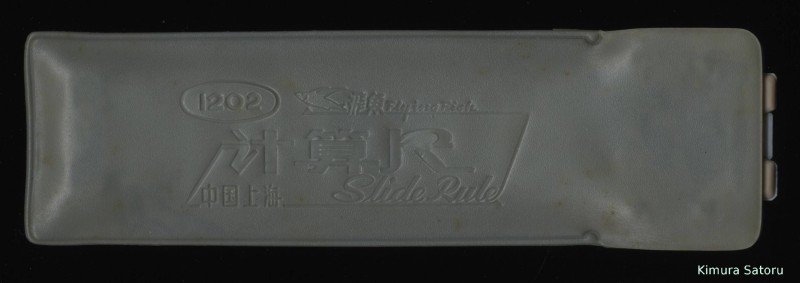 1202 飛魚 Flying Fish
计算尺
中国上海 Slide Rule
Kimura Satoru